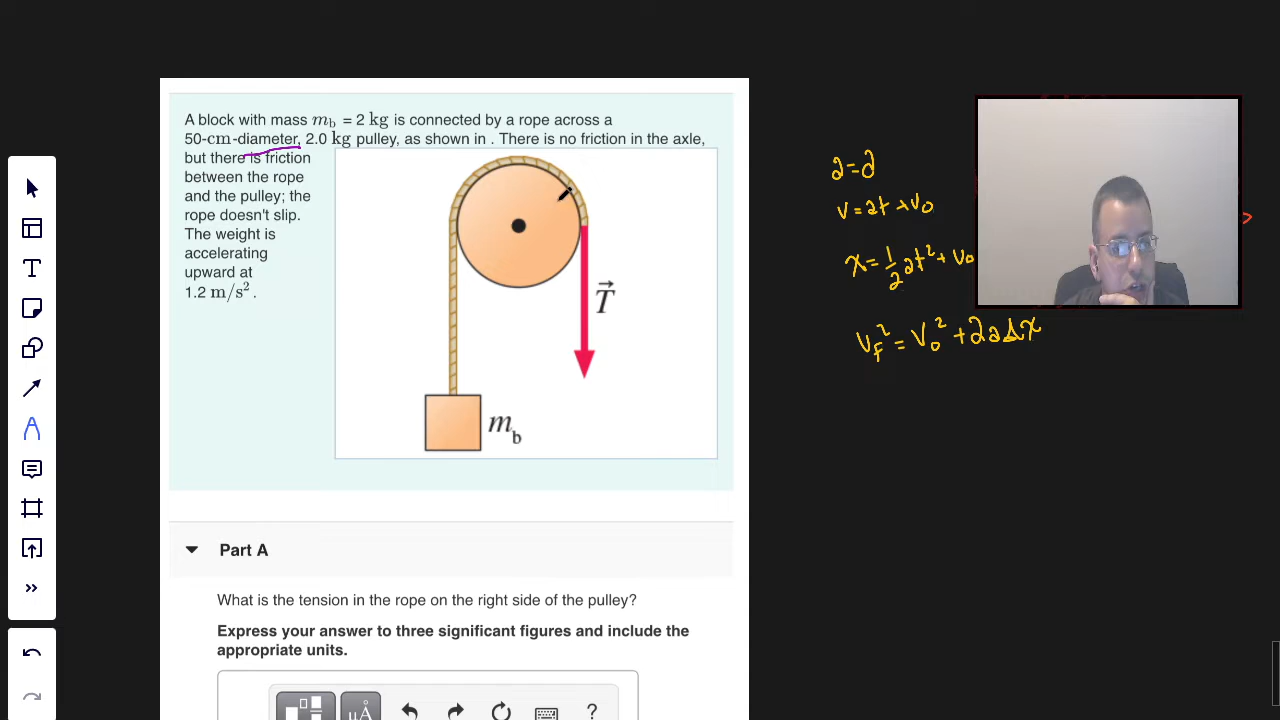 A block with mass mb = 2 kg is connected by a rope across a
50-cm-diameter, 2.0 kg pulley, as shown in . There is no friction in the axle,
but there is friction
between the rope
and the pulley; the
rope doesn't slip.
The weight is
accelerating
upward at
1.2 m/s².
T⃗
mb
a=a
v=at+v₀
x=½at²+v₀
v_F²=v₀²+2aΔx
Part A
What is the tension in the rope on the right side of the pulley?
Express your answer to three significant figures and include the
appropriate units.
μÅ
?
T
A
»